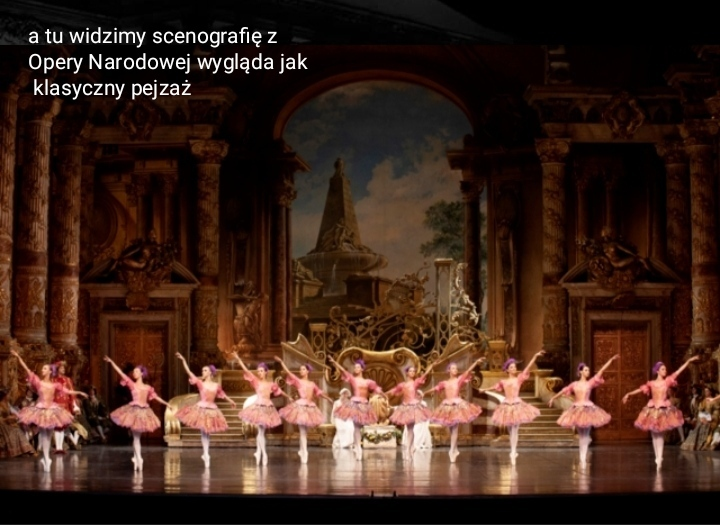 a tu widzimy scenografię z
Opery Narodowej wygląda jak
klasyczny pejzaż